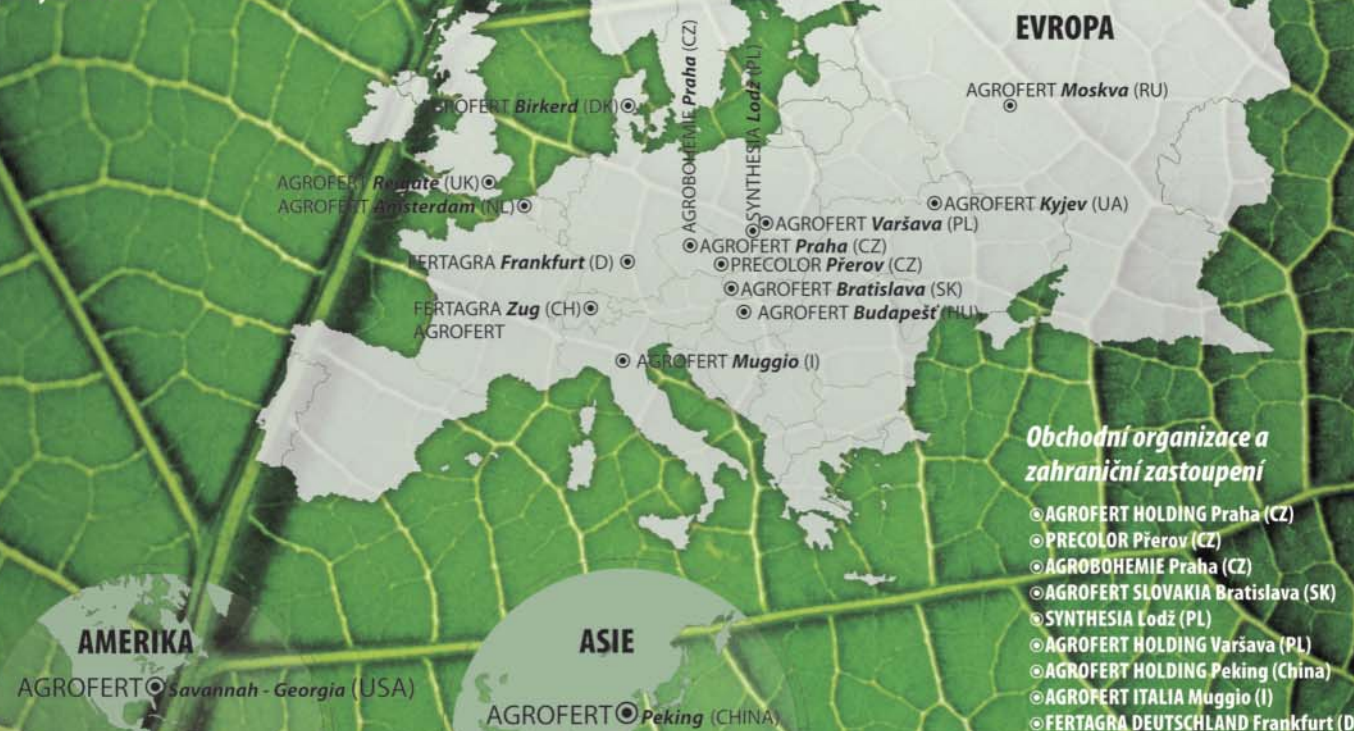 EVROPA
AGROBOHEMIE Praha (CZ)
SYNTHESIA Lodž (PL)
AGROFERT Moskva (RU)
AGROFERT Birkerd (DK)
AGROFERT Reigate (UK)
AGROFERT Amsterdam (NL)
AGROFERT Kyjev (UA)
AGROFERT Varšava (PL)
AGROFERT Praha (CZ)
FERTAGRA Frankfurt (D)
PRECOLOR Přerov (CZ)
AGROFERT Bratislava (SK)
FERTAGRA Zug (CH)
AGROFERT
AGROFERT Budapešť (HU)
AGROFERT Muggio (I)
Obchodní organizace a
zahraniční zastoupení
AGROFERT HOLDING Praha (CZ)
PRECOLOR Přerov (CZ)
AGROBOHEMIE Praha (CZ)
AGROFERT SLOVAKIA Bratislava (SK)
SYNTHESIA Lodž (PL)
AGROFERT HOLDING Varšava (PL)
AGROFERT HOLDING Peking (China)
AGROFERT ITALIA Muggio (I)
FERTAGRA DEUTSCHLAND Frankfurt (D
AMERIKA
AGROFERT Savannah - Georgia (USA)
ASIE
AGROFERT Peking (CHINA)